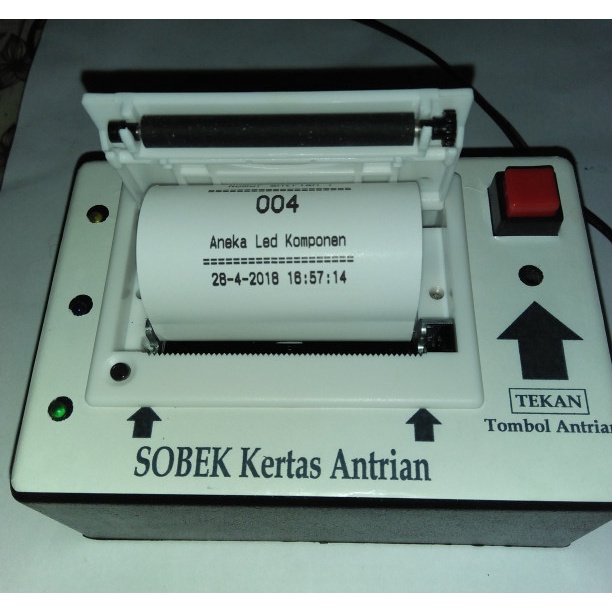 ====================
004
Aneka Led Komponen
====================
28-4-2018 16:57:14
TEKAN
Tombol Antrian
SOBEK Kertas Antrian